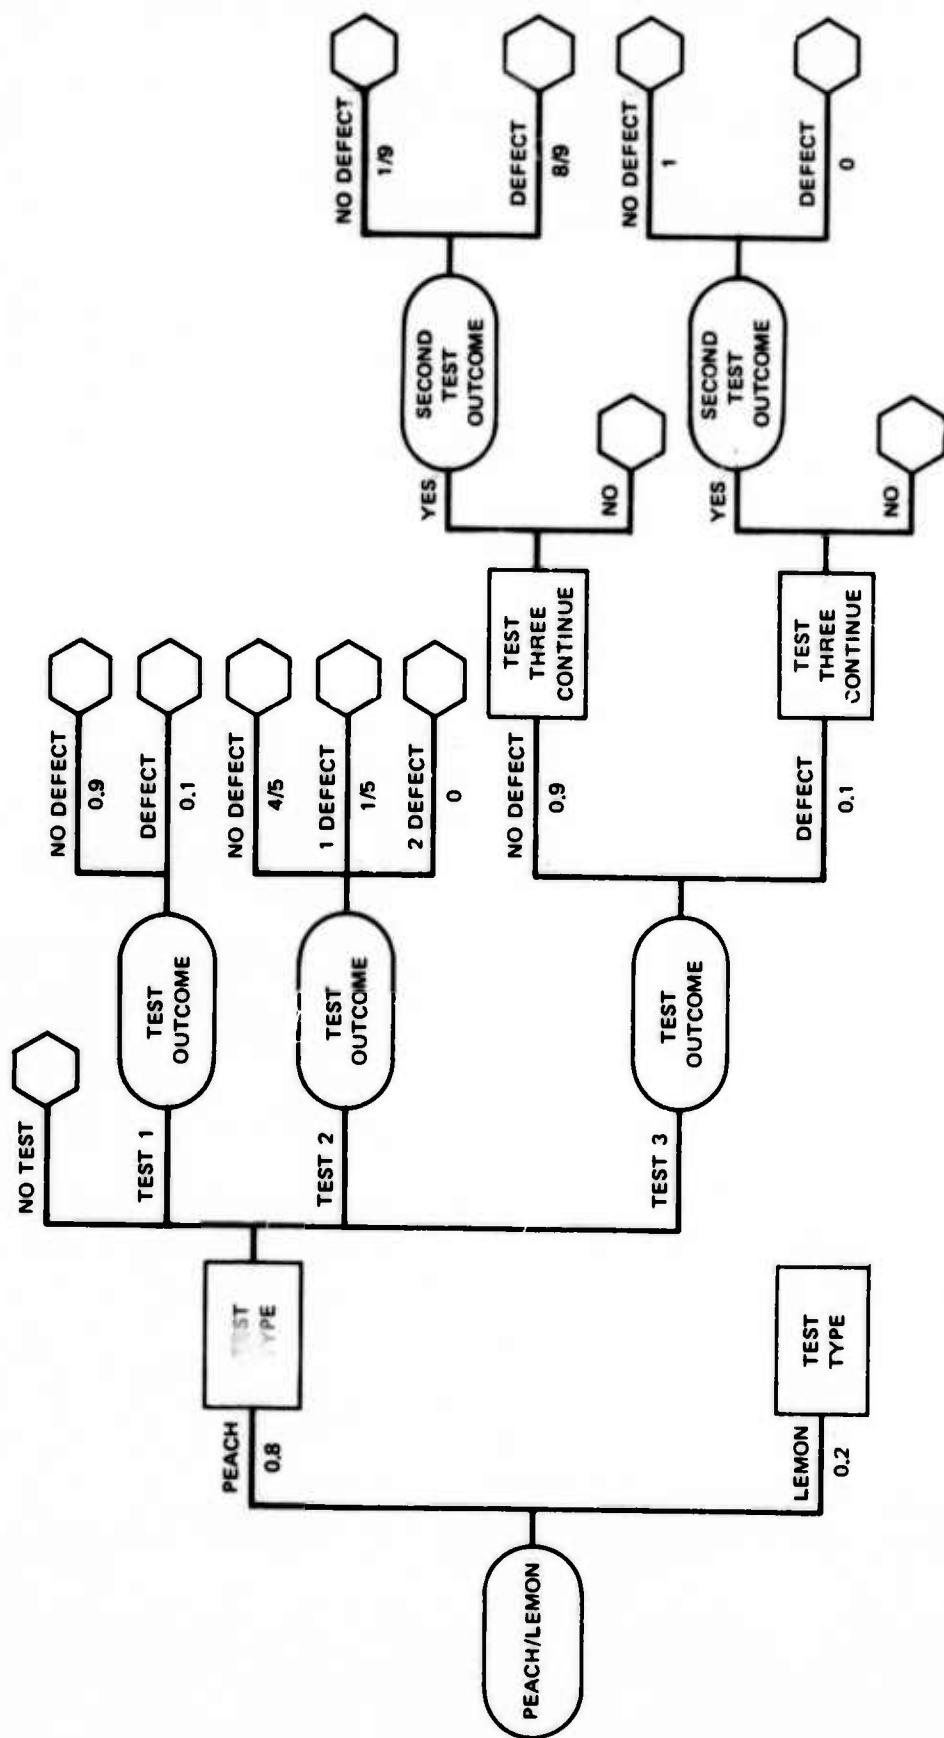 PEACH/LEMON
PEACH
0.8
TEST
TYPE
NO TEST
TEST 1
TEST
OUTCOME
NO DEFECT
0.9
DEFECT
0.1
TEST 2
TEST
OUTCOME
NO DEFECT
4/5
1 DEFECT
1/5
2 DEFECT
0
TEST 3
TEST
OUTCOME
NO DEFECT
0.9
TEST
THREE
CONTINUE
YES
SECOND
TEST
OUTCOME
NO DEFECT
1/9
DEFECT
8/9
NO
DEFECT
0.1
TEST
THREE
CONTINUE
YES
SECOND
TEST
OUTCOME
NO DEFECT
1
DEFECT
0
NO
LEMON
0.2
TEST
TYPE